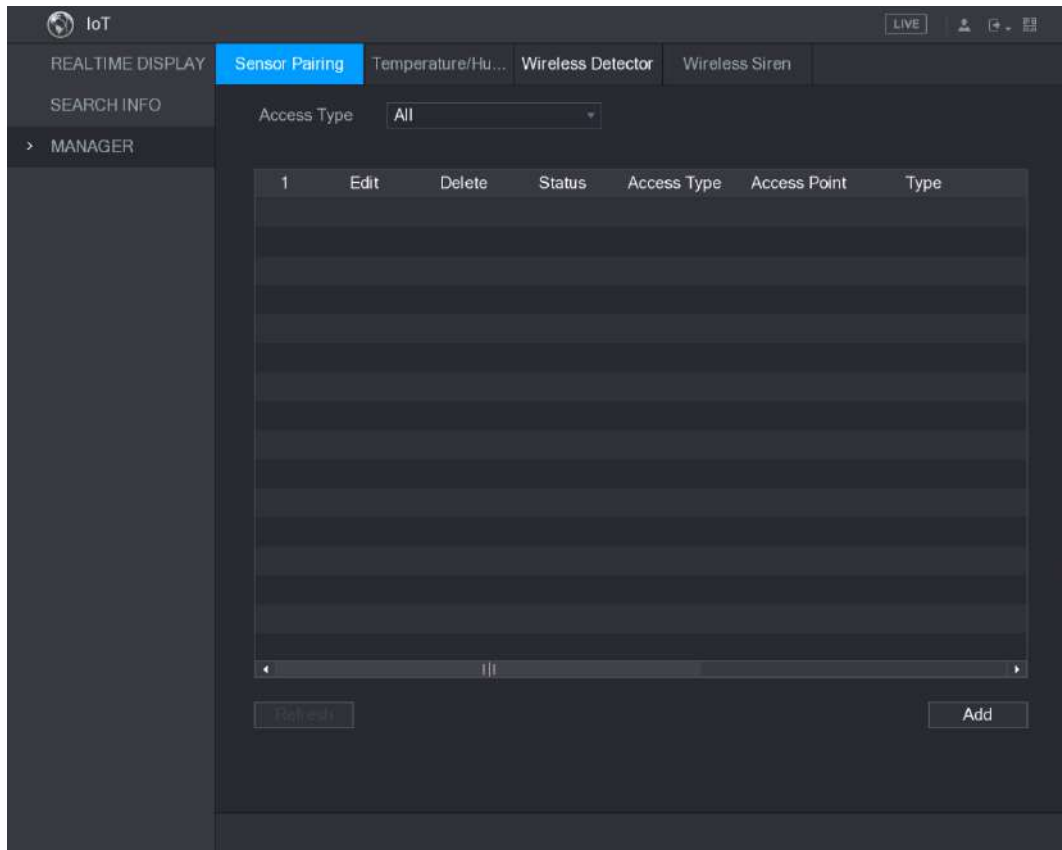 IoT LIVE
REALTIME DISPLAY
SEARCH INFO
MANAGER
Sensor Pairing Temperature/Hu... Wireless Detector Wireless Siren
Access Type All
1 Edit Delete Status Access Type Access Point Type
Refresh Add